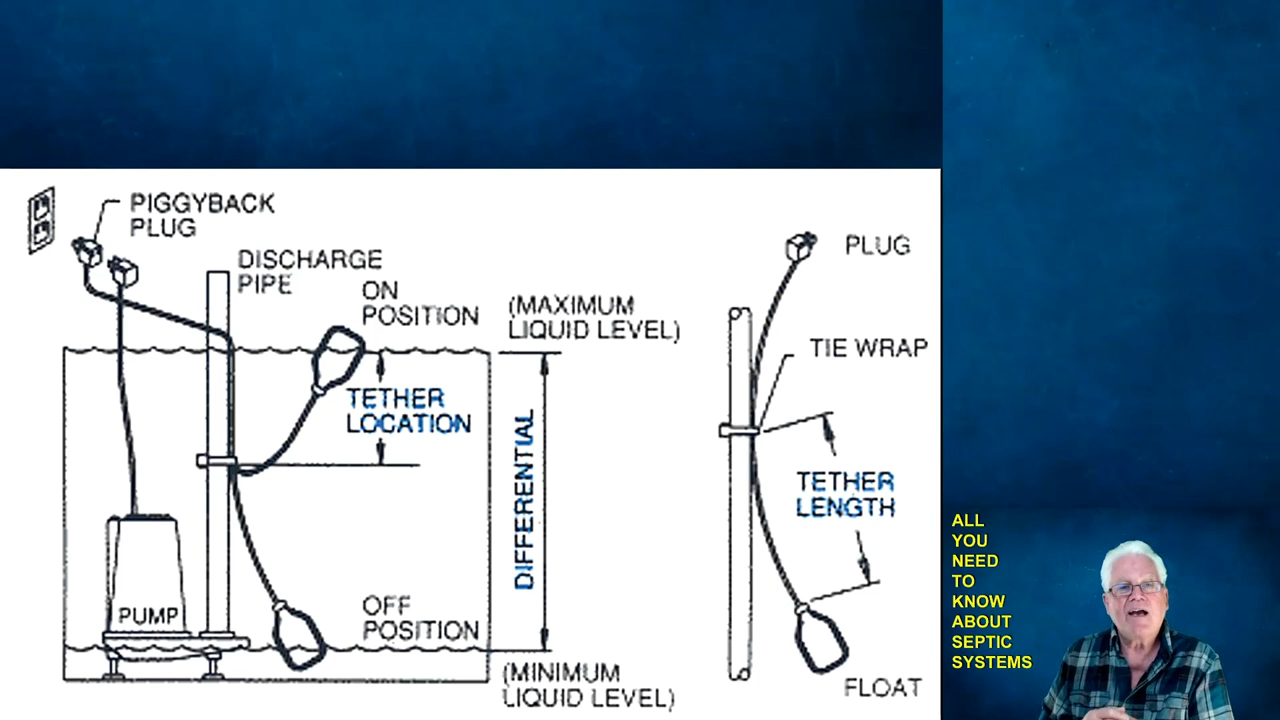 PIGGYBACK
PLUG
DISCHARGE
PIPE
ON
POSITION
(MAXIMUM
LIQUID LEVEL)
TETHER
LOCATION
DIFFERENTIAL
PUMP
OFF
POSITION
(MINIMUM
LIQUID LEVEL)
PLUG
TIE WRAP
TETHER
LENGTH
FLOAT
ALL
YOU
NEED
TO
KNOW
ABOUT
SEPTIC
SYSTEMS